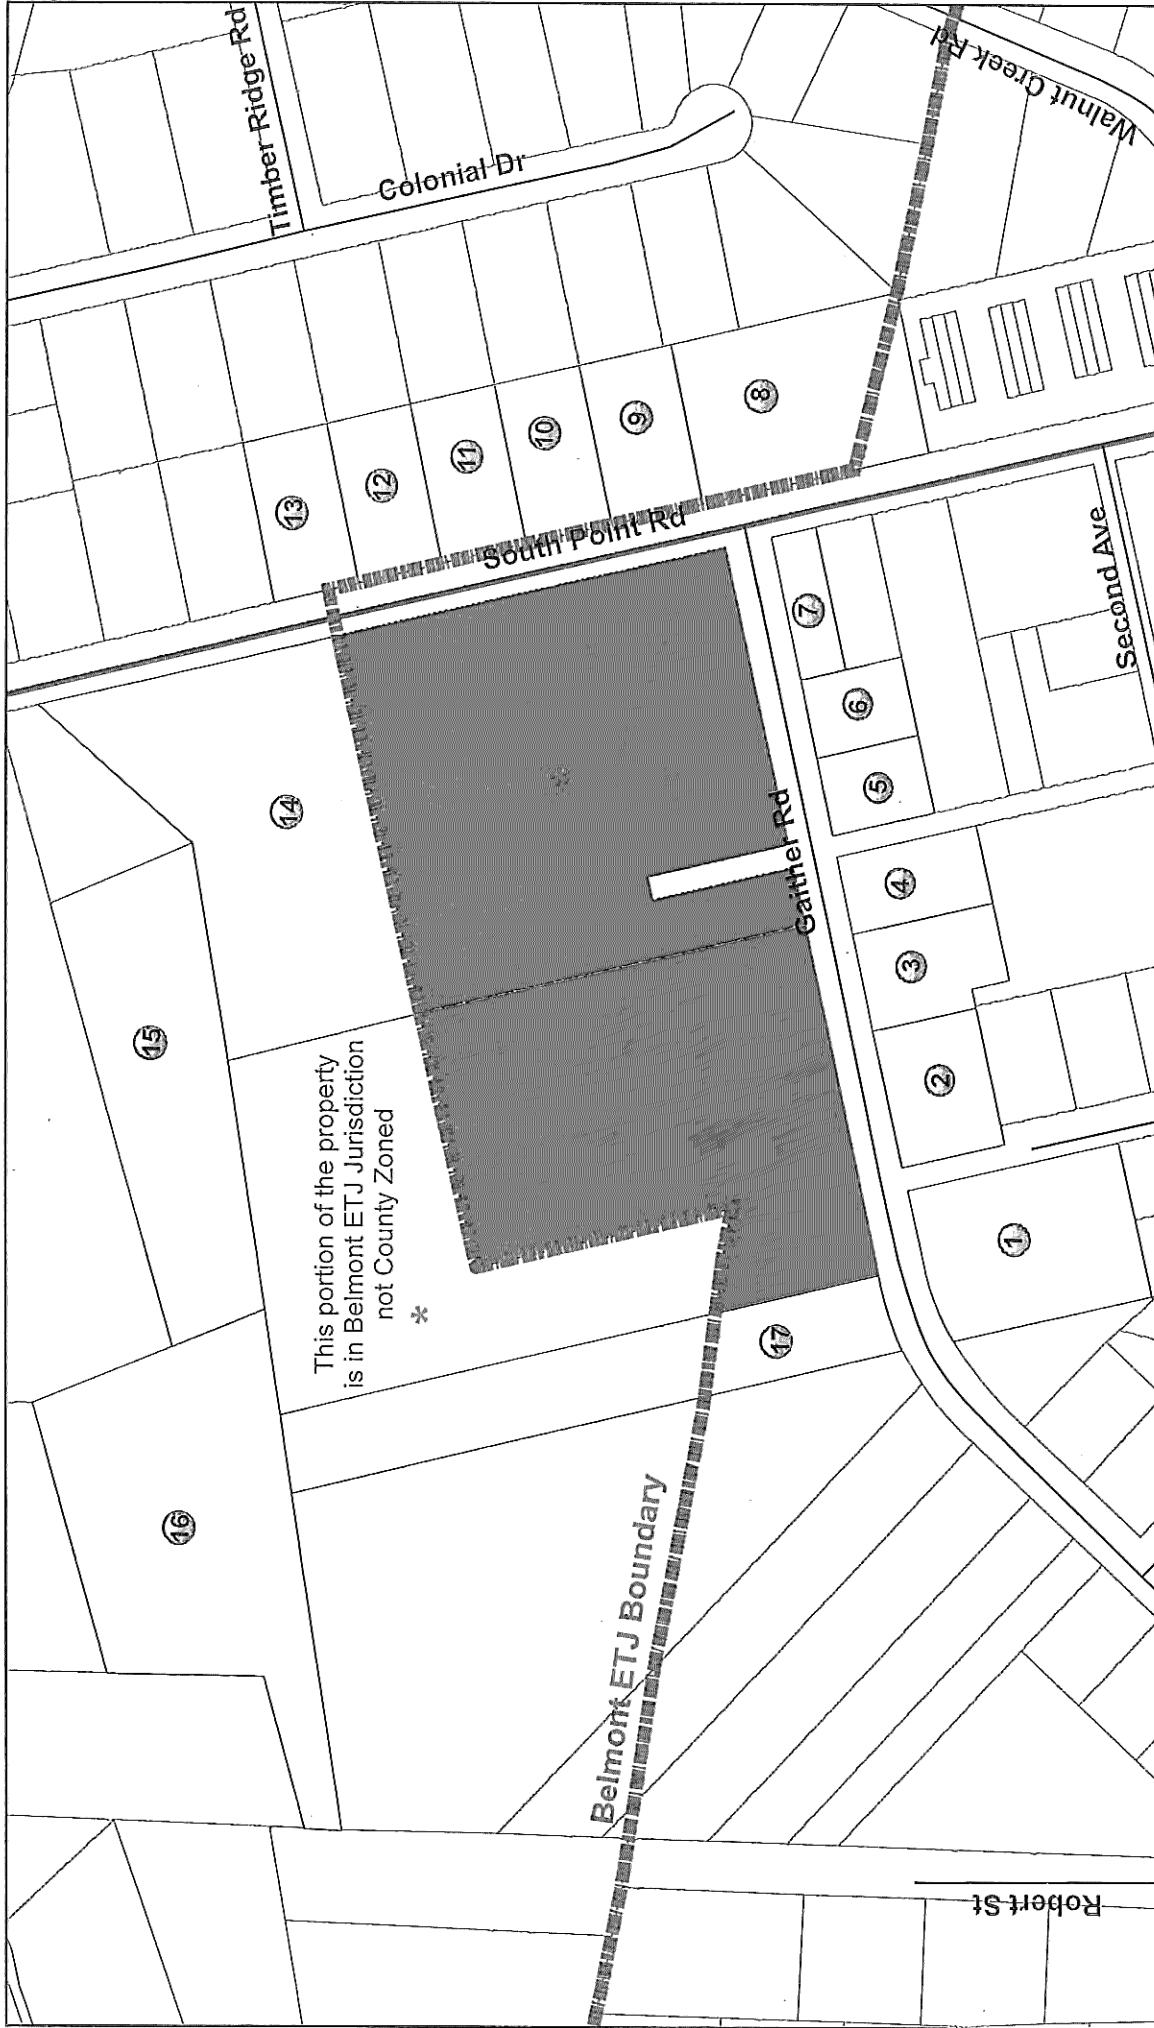 Timber Ridge Rd
Colonial Dr
Walnut Creek Rd
13
12
11
10
9
8
South Point Rd
14
15
16
This portion of the property
is in Belmont ETJ Jurisdiction
not County Zoned
*
7
6
5
4
3
2
1
17
Gaither Rd
Second Ave
Belmont ETJ Boundary
Robert St